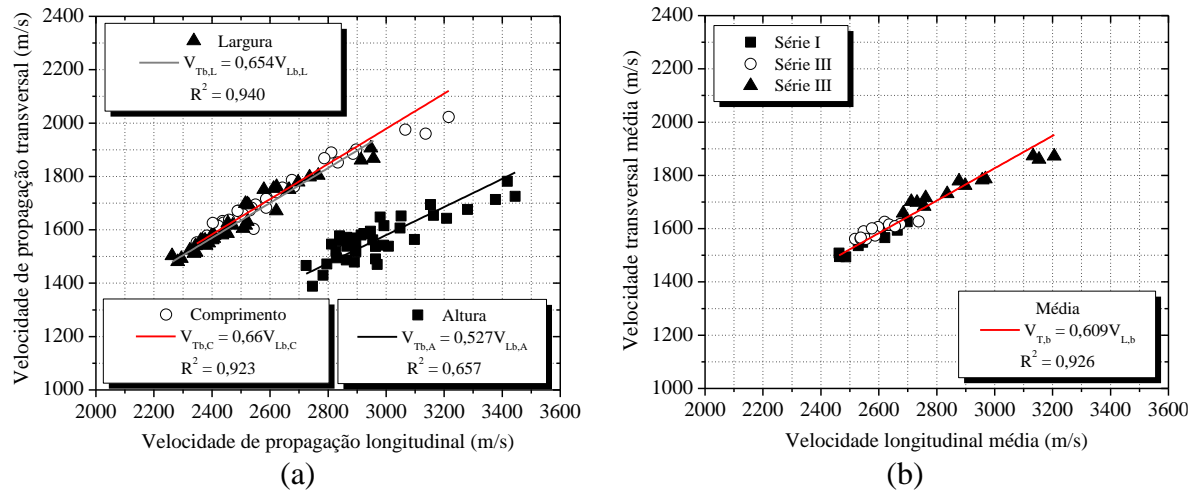 Velocidade de propagação transversal (m/s)
2400
2200
2000
1800
1600
1400
1200
1000
Largura
V_Tb,L = 0,654V_Lb,L
R² = 0,940
Comprimento
V_Tb,C = 0,66V_Lb,C
R² = 0,923
Altura
V_Tb,A = 0,527V_Lb,A
R² = 0,657
2000 2200 2400 2600 2800 3000 3200 3400 3600
Velocidade de propagação longitudinal (m/s)
(a)
Velocidade transversal média (m/s)
2400
2200
2000
1800
1600
1400
1200
1000
Série I
Série III
Série III
Média
V_T,b = 0,609V_L,b
R² = 0,926
2000 2200 2400 2600 2800 3000 3200 3400 3600
Velocidade longitudinal média (m/s)
(b)